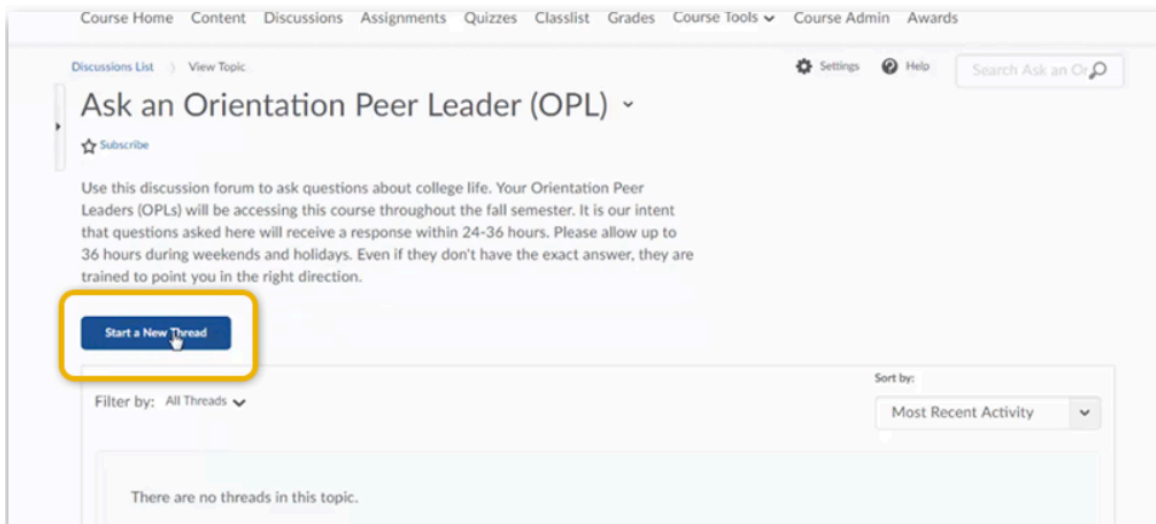 Course Home Content Discussions Assignments Quizzes Classlist Grades Course Tools Course Admin Awards
Discussions List View Topic Settings Help Search Ask an Or
Ask an Orientation Peer Leader (OPL)
Subscribe
Use this discussion forum to ask questions about college life. Your Orientation Peer
Leaders (OPLs) will be accessing this course throughout the fall semester. It is our intent
that questions asked here will receive a response within 24-36 hours. Please allow up to
36 hours during weekends and holidays. Even if they don't have the exact answer, they are
trained to point you in the right direction.
Start a New Thread
Sort by:
Filter by: All Threads
Most Recent Activity
There are no threads in this topic.